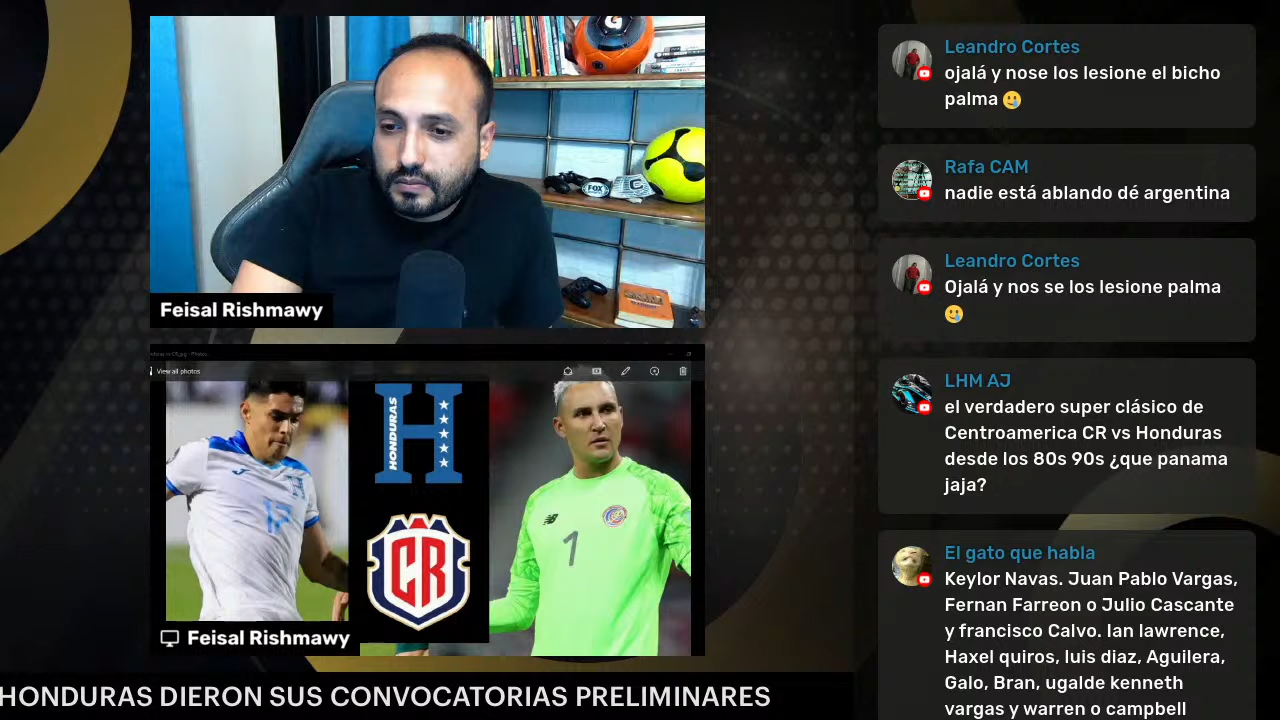 Feisal Rishmawy
View all photos
HONDURAS
CR
17
1
Feisal Rishmawy
HONDURAS DIERON SUS CONVOCATORIAS PRELIMINARES
Leandro Cortes
ojalá y nose los lesione el bicho
palma 🥲
Rafa CAM
nadie está ablando dé argentina
Leandro Cortes
Ojalá y nos se los lesione palma
🥲
LHM AJ
el verdadero super clásico de
Centroamerica CR vs Honduras
desde los 80s 90s ¿que panama
jaja?
El gato que habla
Keylor Navas. Juan Pablo Vargas,
Fernan Farreon o Julio Cascante
y francisco Calvo. Ian lawrence,
Haxel quiros, luis diaz, Aguilera,
Galo, Bran, ugalde kenneth
vargas y warren o campbell